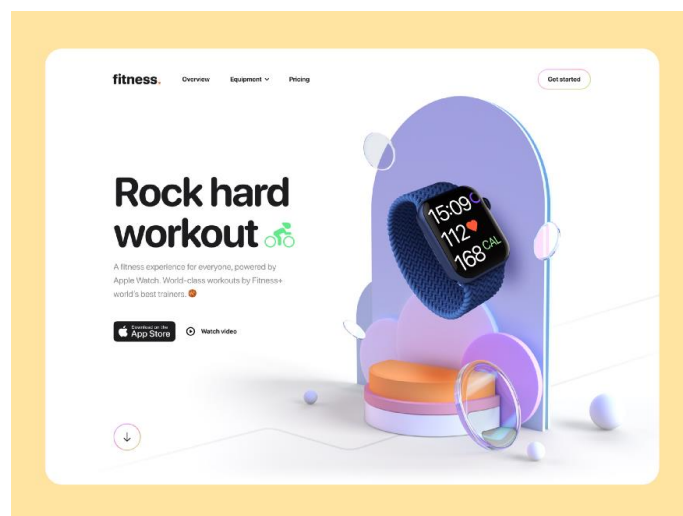 fitness.
Overview
Equipment
Pricing
Get started
Rock hard
workout
A fitness experience for everyone, powered by
Apple Watch. World-class workouts by Fitness+
world's best trainers.
Download on the
App Store
Watch video
15:09
112
168 CAL